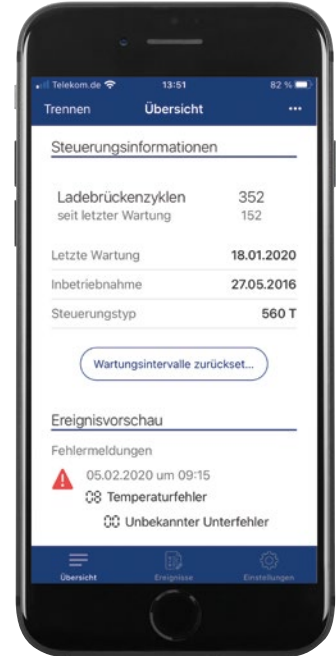 Telekom.de 13:51 82 %
Trennen Übersicht ...
Steuerungsinformationen
Ladebrückenzyklen 352
seit letzter Wartung 152
Letzte Wartung 18.01.2020
Inbetriebnahme 27.05.2016
Steuerungstyp 560 T
Wartungsintervalle zurückset...
Ereignisvorschau
Fehlermeldungen
05.02.2020 um 09:15
08 Temperaturfehler
00 Unbekannter Unterfehler
Übersicht Ereignisse Einstellungen